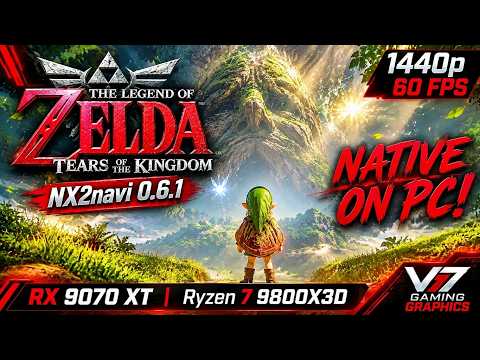 THE LEGEND OF
ZELDA
TEARS OF THE KINGDOM
NX2navi 0.6.1
1440p
60 FPS
NATIVE
ON PC!
RX 9070 XT | Ryzen 7 9800X3D
V7
GAMING
GRAPHICS